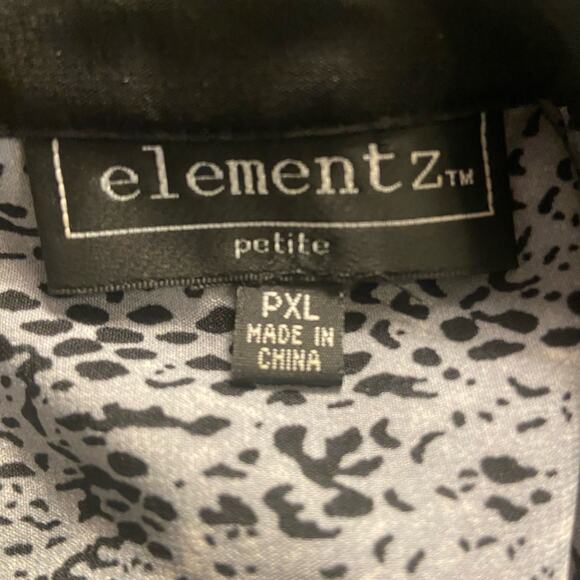 elementz™
petite
PXL
MADE IN
CHINA